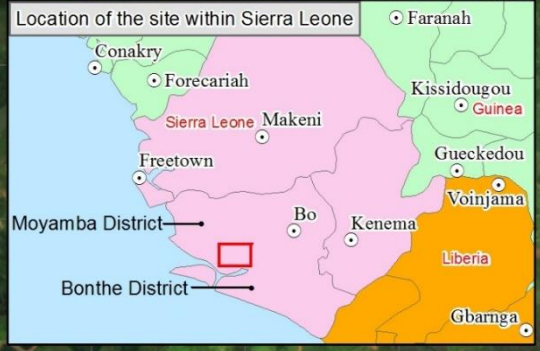 Location of the site within Sierra Leone
Faranah
Conakry
Forecariah
Kissidougou
Guinea
Sierra Leone
Makeni
Gueckedou
Freetown
Voinjama
Moyamba District
Bo
Kenema
Liberia
Bonthe District
Gbarnga